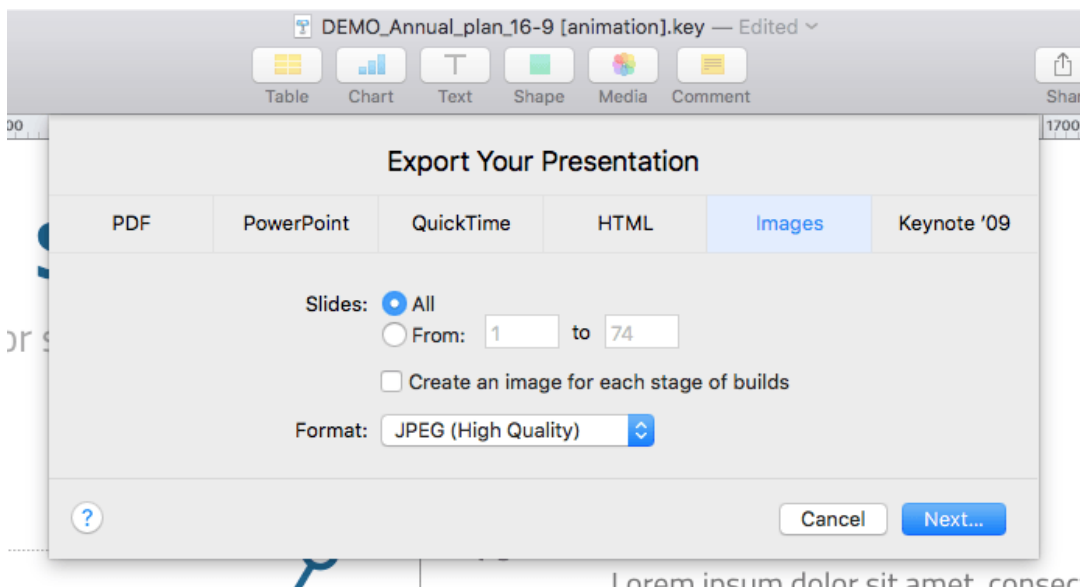 DEMO_Annual_plan_16-9 [animation].key — Edited
Table Chart Text Shape Media Comment
1700
Export Your Presentation
PDF PowerPoint QuickTime HTML Images Keynote '09
Slides: All
From: 1 to 74
Create an image for each stage of builds
Format: JPEG (High Quality)
? Cancel Next...
Lorem ipsum dolor sit amet, consec